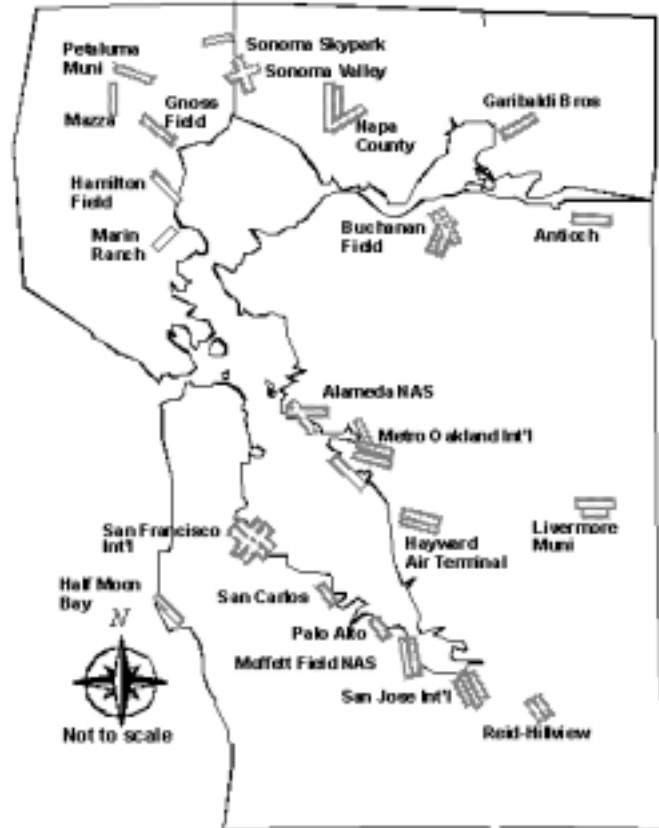 Sonoma Skypark
Petaluma
Muni
Sonoma Valley
Mazza
Gnoss
Field
Napa
County
Garibaldi Bros
Hamilton
Field
Marin
Ranch
Buchanan
Field
Antioch
Alameda NAS
Metro Oakland Int'l
San Francisco
Int'l
Hayward
Air Terminal
Livermore
Muni
Half Moon
Bay
San Carlos
Palo Alto
Moffett Field NAS
San Jose Int'l
Reid-Hillview
N
Not to scale